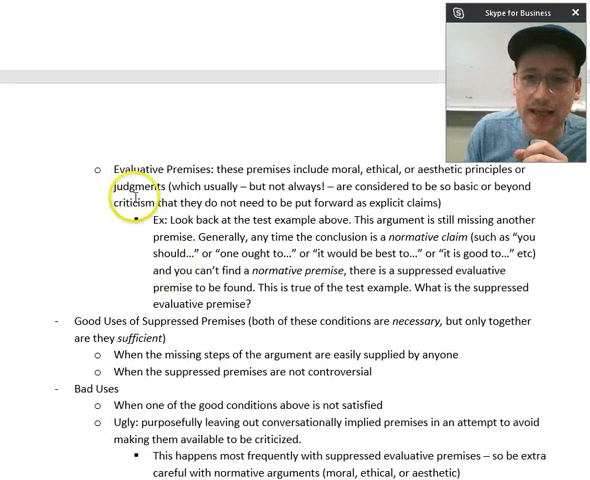 Skype for Business
o Evaluative Premises: these premises include moral, ethical, or aesthetic principles or
judgments (which usually – but not always! – are considered to be so basic or beyond
criticism that they do not need to be put forward as explicit claims)
▪ Ex: Look back at the test example above. This argument is still missing another
premise. Generally, any time the conclusion is a normative claim (such as “you
should...” or “one ought to...” or “it would be best to...” or “it is good to...” etc)
and you can’t find a normative premise, there is a suppressed evaluative
premise to be found. This is true of the test example. What is the suppressed
evaluative premise?
- Good Uses of Suppressed Premises (both of these conditions are necessary, but only together
are they sufficient)
o When the missing steps of the argument are easily supplied by anyone
o When the suppressed premises are not controversial
- Bad Uses
o When one of the good conditions above is not satisfied
o Ugly: purposefully leaving out conversationally implied premises in an attempt to avoid
making them available to be criticized.
▪ This happens most frequently with suppressed evaluative premises – so be extra
careful with normative arguments (moral, ethical, or aesthetic)